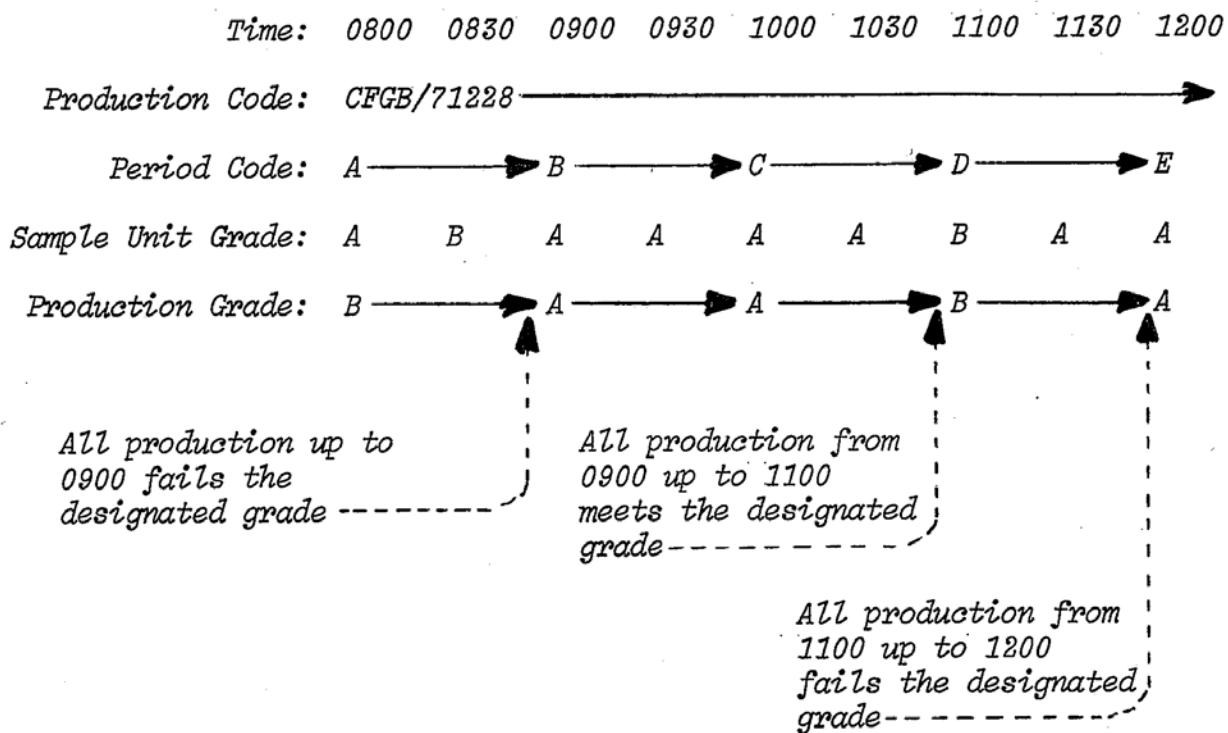 Time: 0800 0830 0900 0930 1000 1030 1100 1130 1200
Production Code: CFGB/71228
Period Code: A B C D E
Sample Unit Grade: A B A A A A B A A
Production Grade: B A A B A
All production up to
0900 fails the
designated grade
All production from
0900 up to 1100
meets the designated
grade
All production from
1100 up to 1200
fails the designated
grade